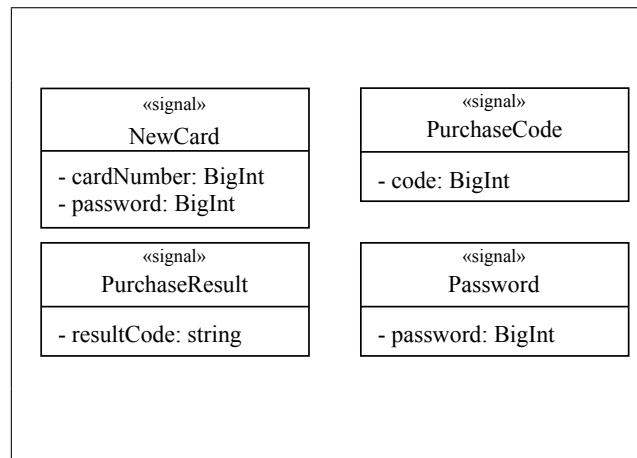 «signal»
NewCard
- cardNumber: BigInt
- password: BigInt
«signal»
PurchaseCode
- code: BigInt
«signal»
PurchaseResult
- resultCode: string
«signal»
Password
- password: BigInt